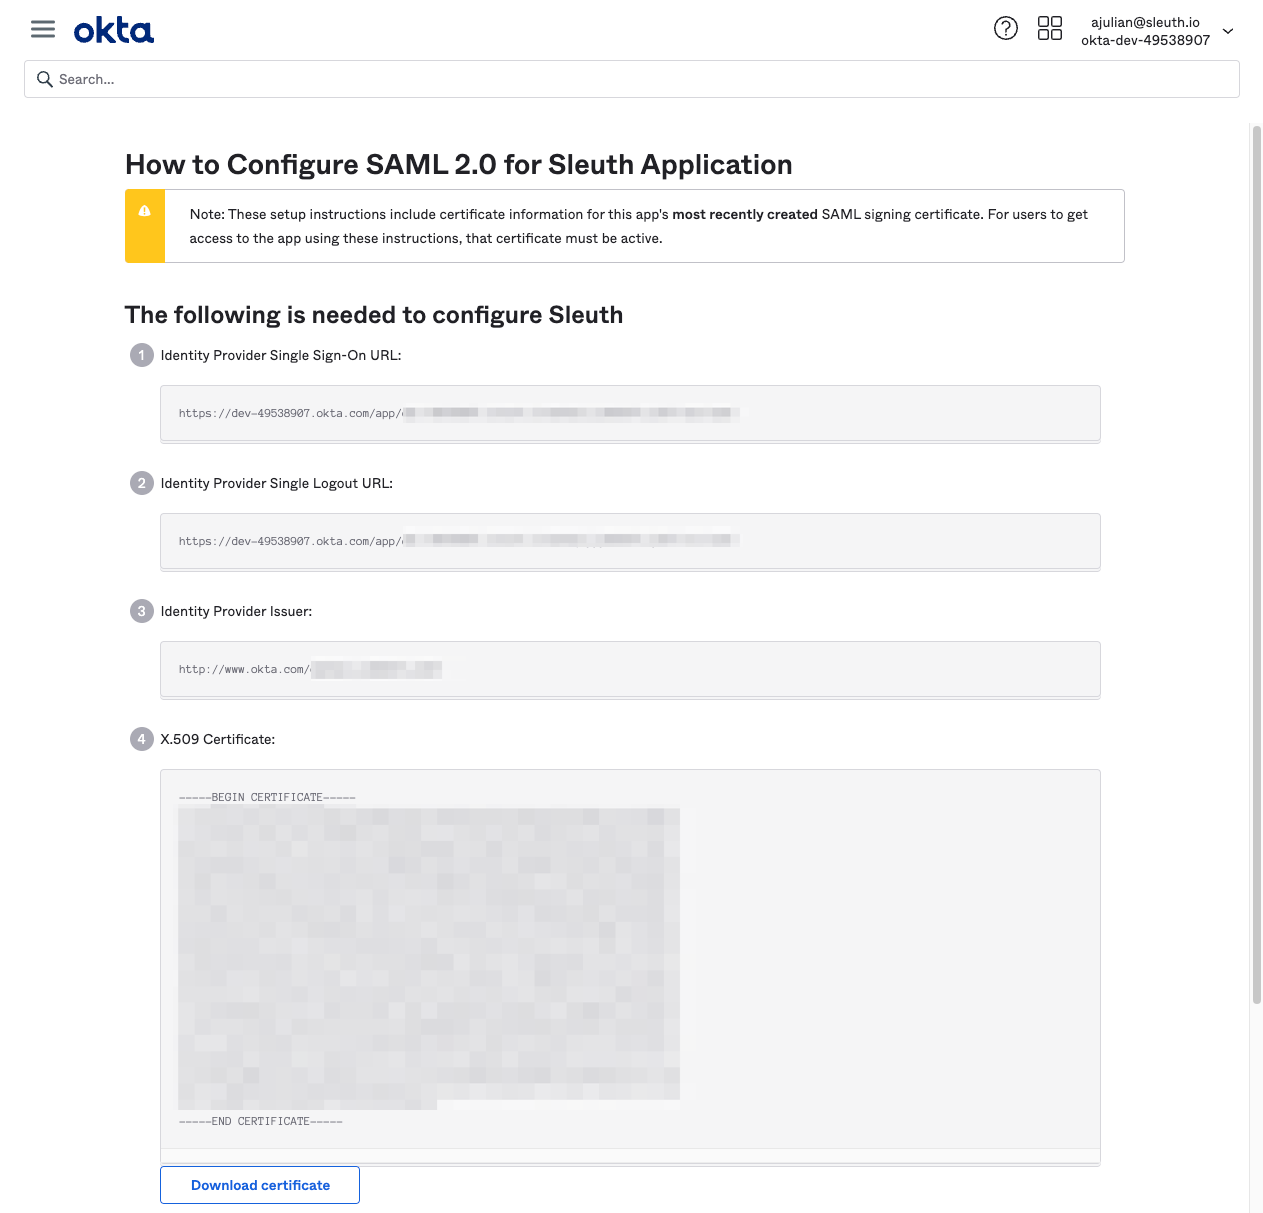 okta
ajulian@sleuth.io
okta-dev-49538907
Search...
How to Configure SAML 2.0 for Sleuth Application
Note: These setup instructions include certificate information for this app's most recently created SAML signing certificate. For users to get
access to the app using these instructions, that certificate must be active.
The following is needed to configure Sleuth
1 Identity Provider Single Sign-On URL:
https://dev-49538907.okta.com/app/
2 Identity Provider Single Logout URL:
https://dev-49538907.okta.com/app/
3 Identity Provider Issuer:
http://www.okta.com/
4 X.509 Certificate:
-----BEGIN CERTIFICATE-----
-----END CERTIFICATE-----
Download certificate